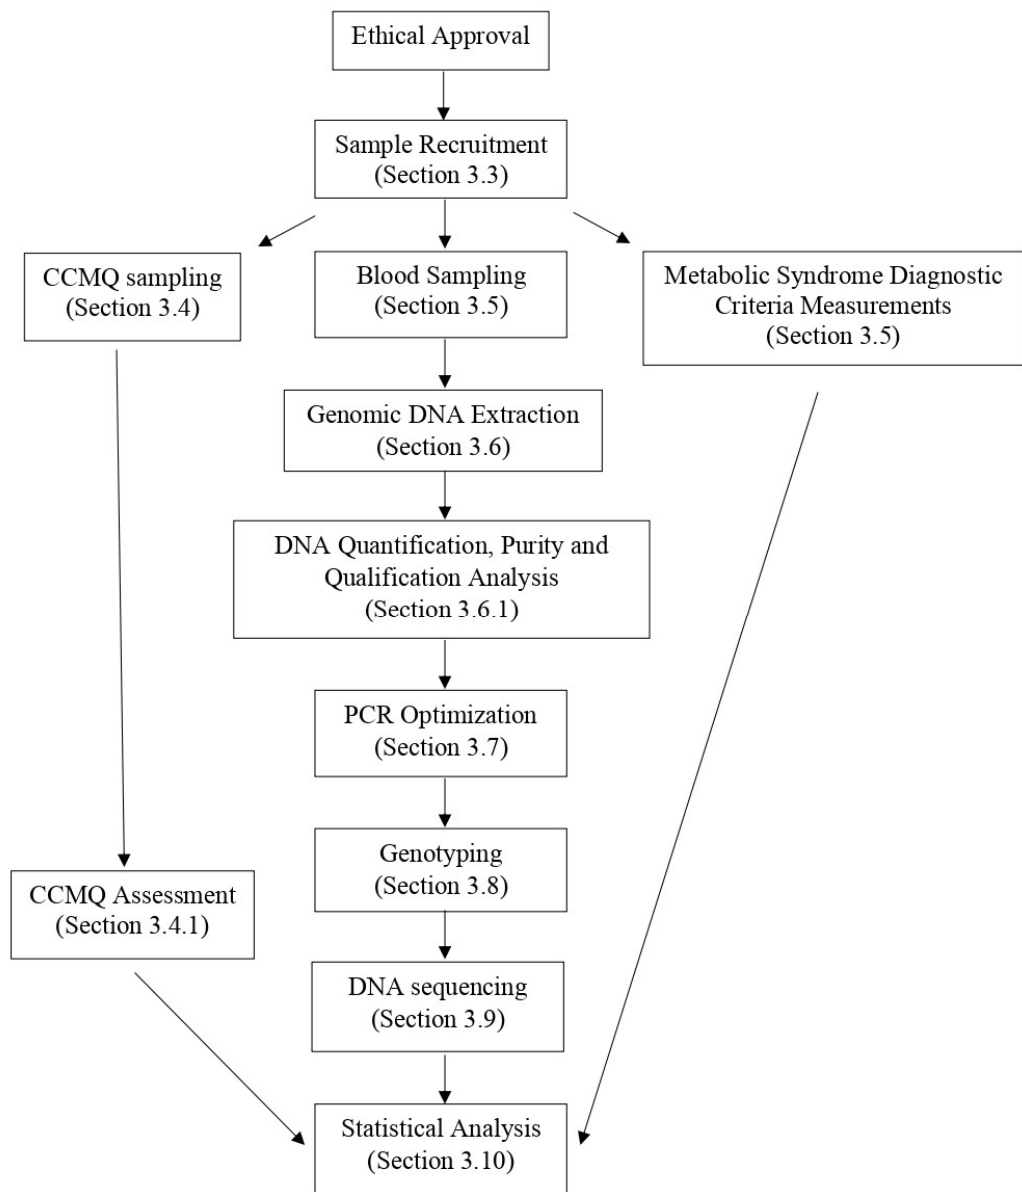 Ethical Approval
Sample Recruitment
(Section 3.3)
CCMQ sampling
(Section 3.4)
Blood Sampling
(Section 3.5)
Metabolic Syndrome Diagnostic
Criteria Measurements
(Section 3.5)
Genomic DNA Extraction
(Section 3.6)
DNA Quantification, Purity and
Qualification Analysis
(Section 3.6.1)
PCR Optimization
(Section 3.7)
Genotyping
(Section 3.8)
CCMQ Assessment
(Section 3.4.1)
DNA sequencing
(Section 3.9)
Statistical Analysis
(Section 3.10)